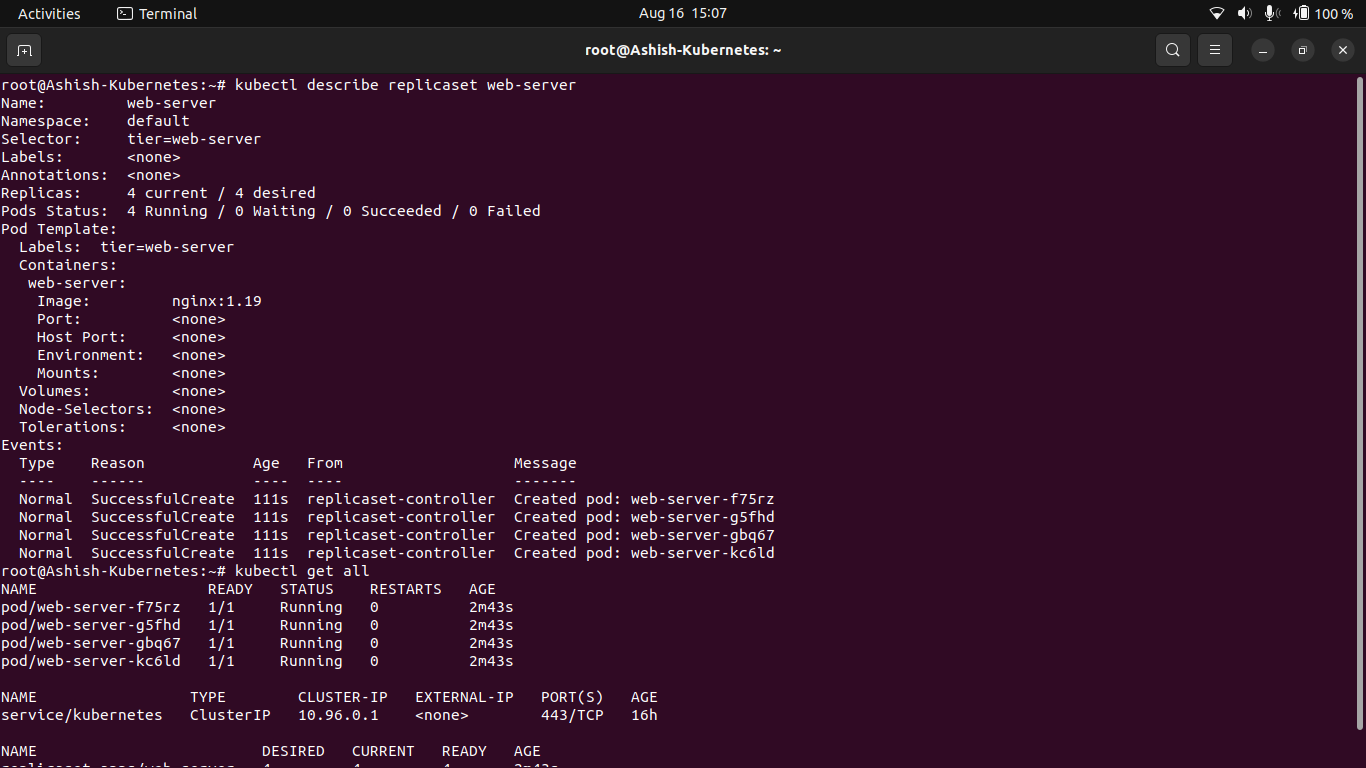 Activities Terminal Aug 16 15:07 100 %
root@Ashish-Kubernetes: ~
root@Ashish-Kubernetes:~# kubectl describe replicaset web-server
Name:         web-server
Namespace:    default
Selector:     tier=web-server
Labels:       <none>
Annotations:  <none>
Replicas:     4 current / 4 desired
Pods Status:  4 Running / 0 Waiting / 0 Succeeded / 0 Failed
Pod Template:
  Labels:  tier=web-server
  Containers:
   web-server:
    Image:         nginx:1.19
    Port:          <none>
    Host Port:     <none>
    Environment:   <none>
    Mounts:        <none>
  Volumes:         <none>
  Node-Selectors:  <none>
  Tolerations:     <none>
Events:
  Type    Reason            Age   From                   Message
  ----    ------            ----  ----                   -------
  Normal  SuccessfulCreate  111s  replicaset-controller  Created pod: web-server-f75rz
  Normal  SuccessfulCreate  111s  replicaset-controller  Created pod: web-server-g5fhd
  Normal  SuccessfulCreate  111s  replicaset-controller  Created pod: web-server-gbq67
  Normal  SuccessfulCreate  111s  replicaset-controller  Created pod: web-server-kc6ld
root@Ashish-Kubernetes:~# kubectl get all
NAME                   READY   STATUS    RESTARTS   AGE
pod/web-server-f75rz   1/1     Running   0          2m43s
pod/web-server-g5fhd   1/1     Running   0          2m43s
pod/web-server-gbq67   1/1     Running   0          2m43s
pod/web-server-kc6ld   1/1     Running   0          2m43s
NAME                 TYPE        CLUSTER-IP   EXTERNAL-IP   PORT(S)   AGE
service/kubernetes   ClusterIP   10.96.0.1    <none>        443/TCP   16h
NAME                         DESIRED   CURRENT   READY   AGE